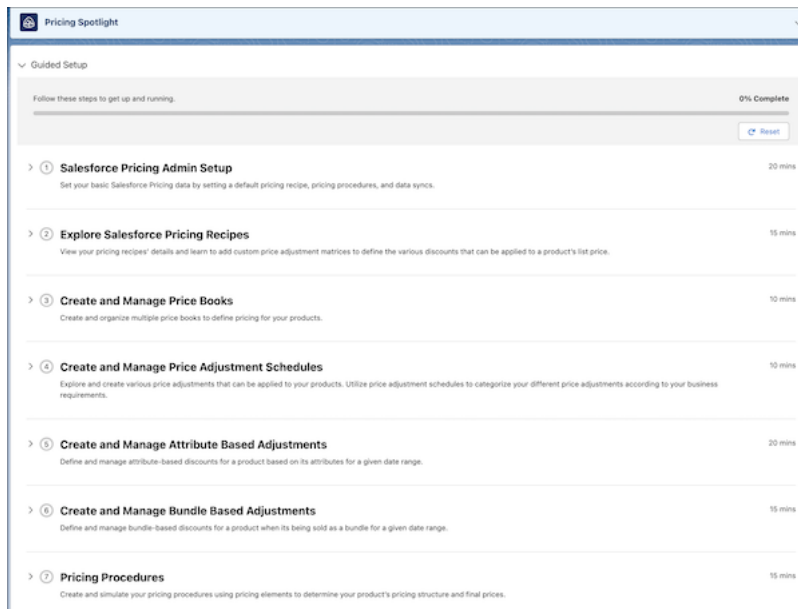 Pricing Spotlight
Guided Setup
Follow these steps to get up and running.
0% Complete
Reset
1 Salesforce Pricing Admin Setup
20 mins
Set your basic Salesforce Pricing data by setting a default pricing recipe, pricing procedures, and data syncs.
2 Explore Salesforce Pricing Recipes
15 mins
View your pricing recipes' details and learn to add custom price adjustment matrices to define the various discounts that can be applied to a product's list price.
3 Create and Manage Price Books
10 mins
Create and organize multiple price books to define pricing for your products.
4 Create and Manage Price Adjustment Schedules
10 mins
Explore and create various price adjustments that can be applied to your products. Utilize price adjustment schedules to categorize your different price adjustments according to your business
requirements.
5 Create and Manage Attribute Based Adjustments
20 mins
Define and manage attribute-based discounts for a product based on its attributes for a given date range.
6 Create and Manage Bundle Based Adjustments
15 mins
Define and manage bundle-based discounts for a product when its being sold as a bundle for a given date range.
7 Pricing Procedures
15 mins
Create and simulate your pricing procedures using pricing elements to determine your product's pricing structure and final prices.